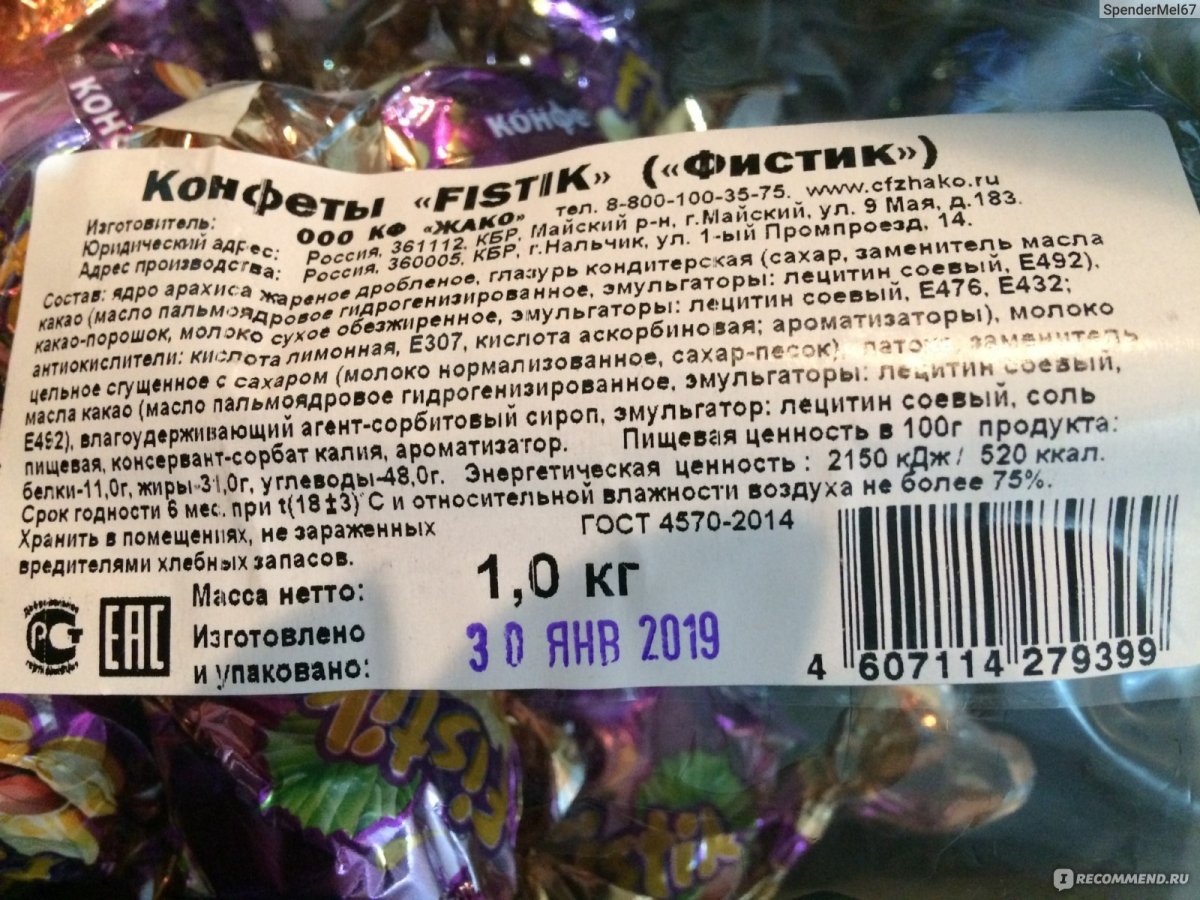 SpenderMel67
КОН
КОНФЕ
Конфеты «FISTIK» («Фистик»)
Изготовитель: ООО КФ «ЖАКО» тел. 8-800-100-35-75. www.cfzhako.ru
Юридический адрес: Россия, 361112, КБР, Майский р-н, г.Майский, ул. 9 Мая, д.183.
Адрес производства: Россия, 360005, КБР, г.Нальчик, ул. 1-ый Промпроезд, 14.
Состав: ядро арахиса жареное дробленое, глазурь кондитерская (сахар, заменитель масла
какао (масло пальмоядровое гидрогенизированное, эмульгаторы: лецитин соевый, Е492),
какао-порошок, молоко сухое обезжиренное, эмульгаторы: лецитин соевый, Е476, Е432;
антиокислители: кислота лимонная, Е307, кислота аскорбиновая; ароматизаторы), молоко
цельное сгущенное с сахаром (молоко нормализованное, сахар-песок), патока, заменитель
масла какао (масло пальмоядровое гидрогенизированное, эмульгаторы: лецитин соевый,
Е492), влагоудерживающий агент-сорбитовый сироп, эмульгатор: лецитин соевый, соль
пищевая, консервант-сорбат калия, ароматизатор. Пищевая ценность в 100г продукта:
белки-11,0г, жиры-31,0г, углеводы-48,0г. Энергетическая ценность : 2150 кДж/ 520 ккал.
Срок годности 6 мес. при t(18±3)°С и относительной влажности воздуха не более 75%.
Хранить в помещениях, не зараженных ГОСТ 4570-2014
вредителями хлебных запасов.
Масса нетто: 1,0 кг
Изготовлено
и упаковано: 30 ЯНВ 2019
РСТ
ЕАС
4 607114 279399
Fistik
IRECOMMEND.RU